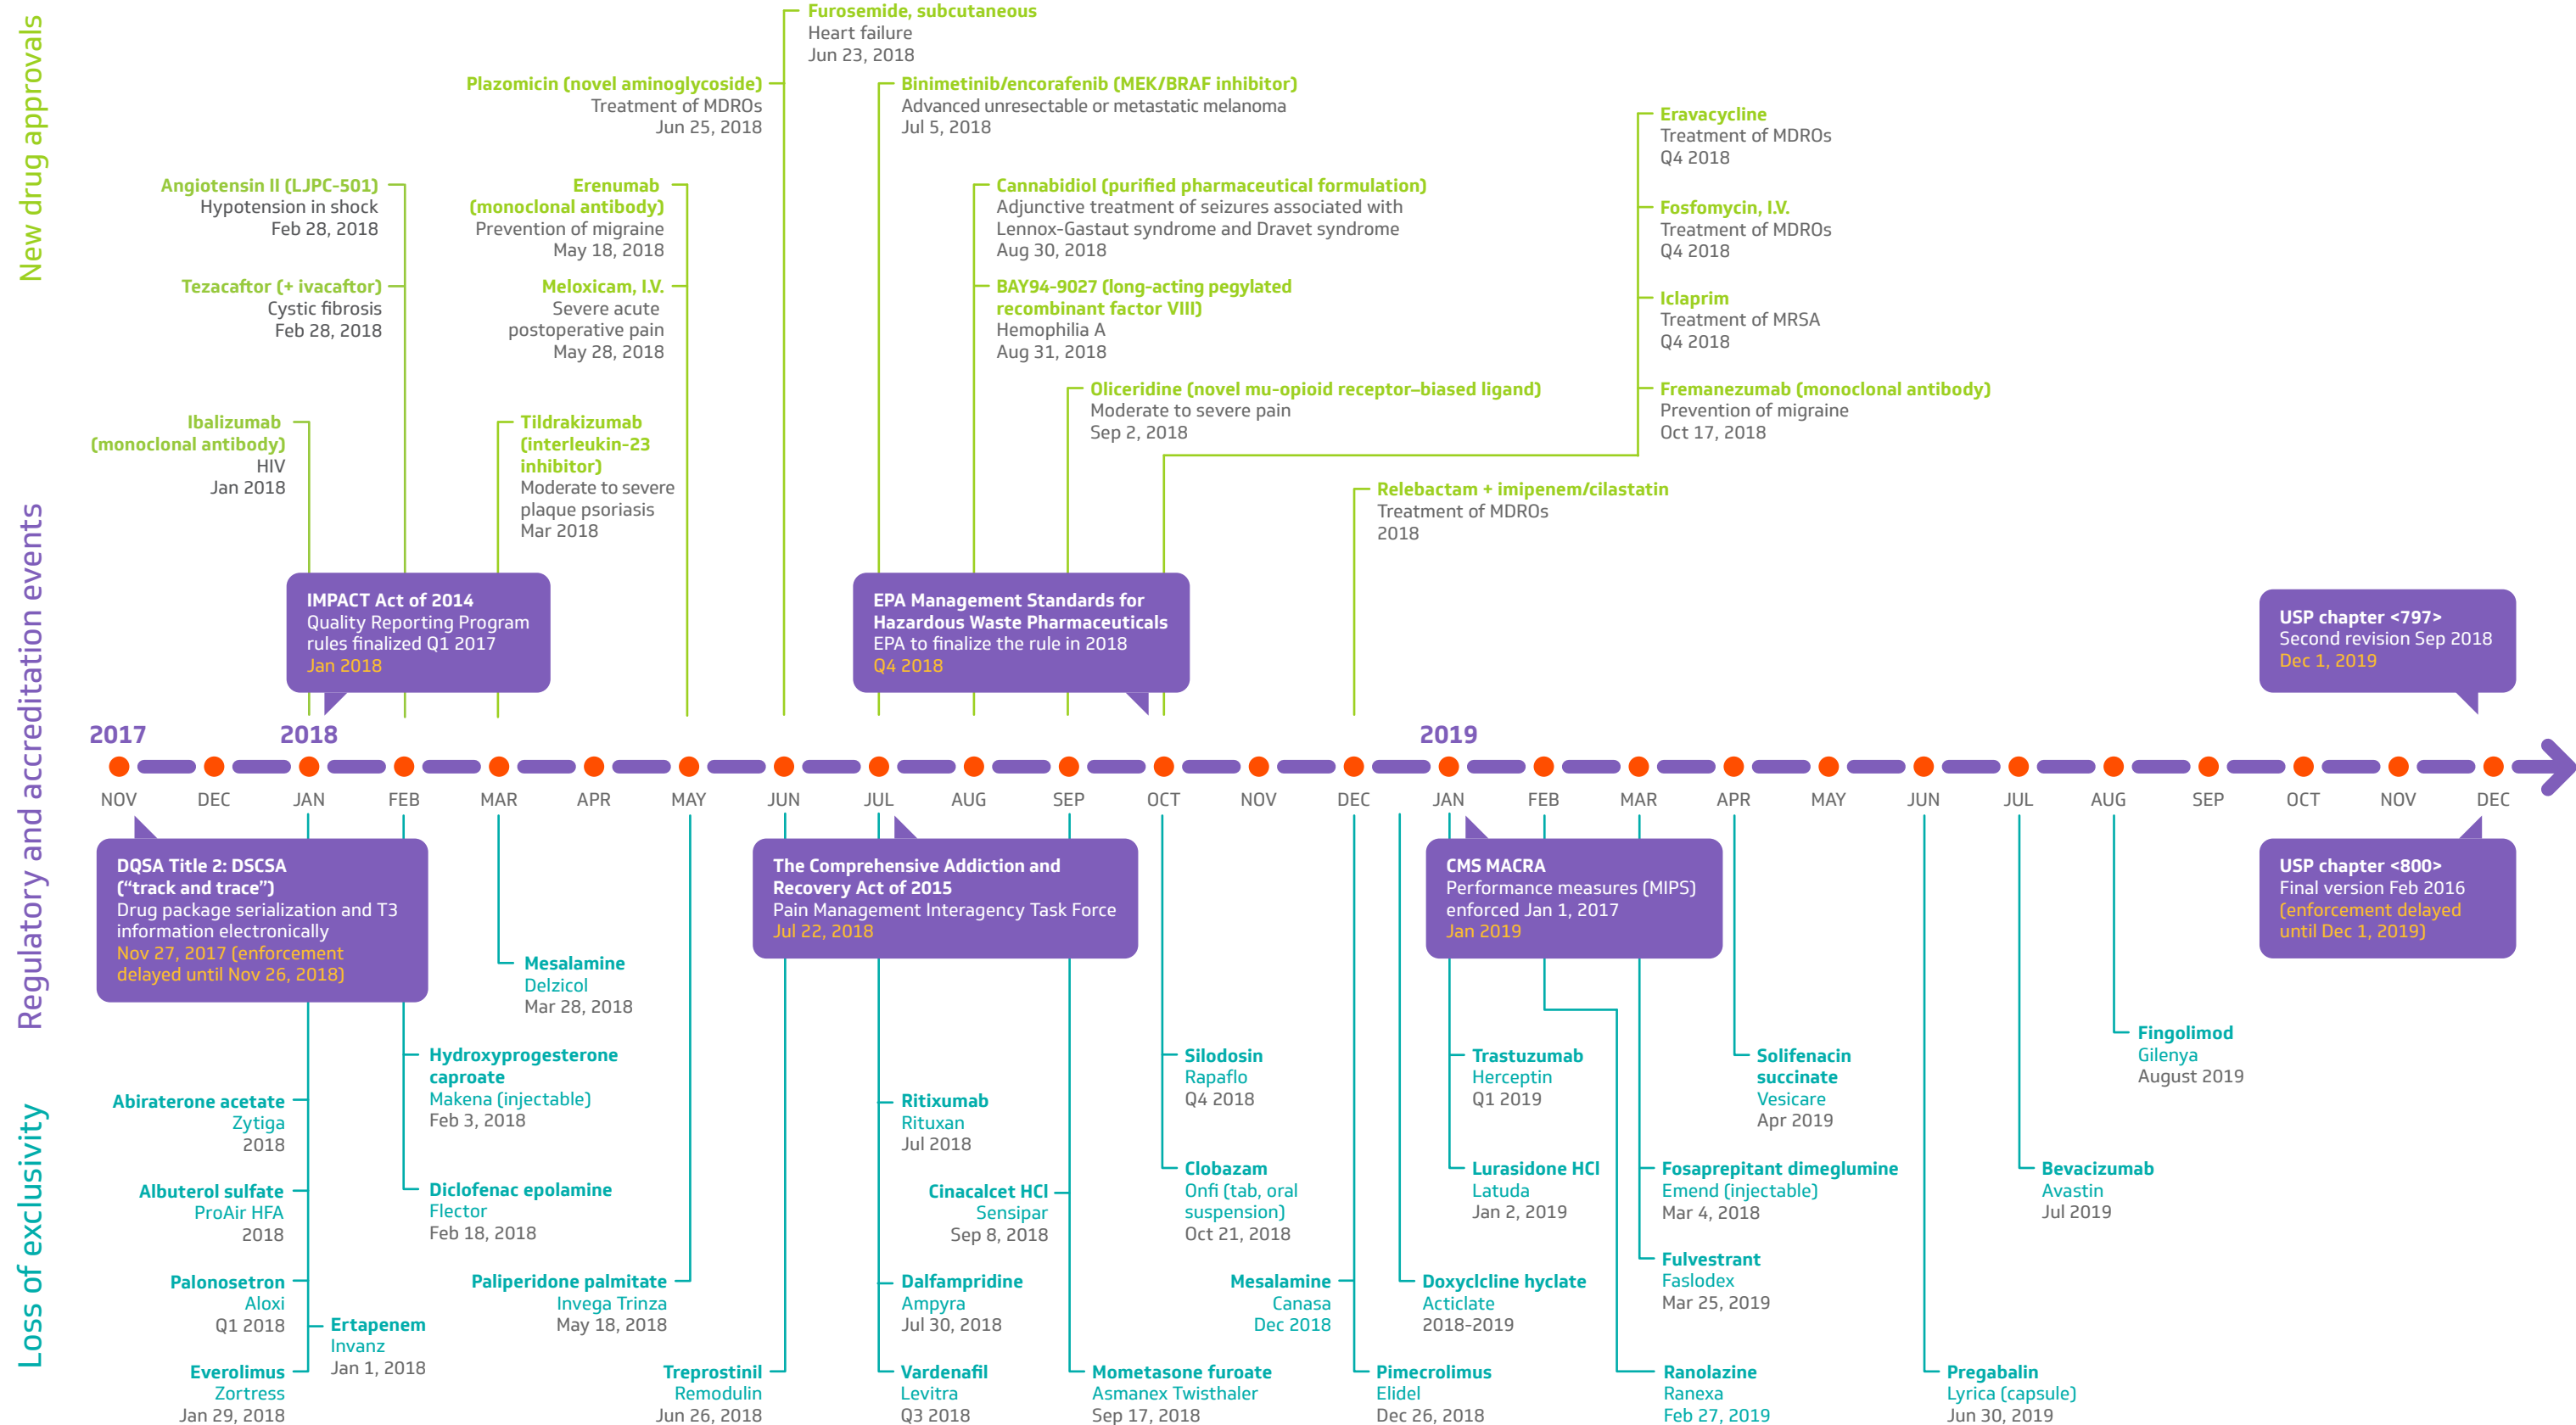 New drug approvals
Furosemide, subcutaneous
Heart failure
Jun 23, 2018
Plazomicin (novel aminoglycoside)
Treatment of MDROs
Jun 25, 2018
Binimetinib/encorafenib (MEK/BRAF inhibitor)
Advanced unresectable or metastatic melanoma
Jul 5, 2018
Eravacycline
Treatment of MDROs
Q4 2018
Angiotensin II (LJPC-501)
Hypotension in shock
Feb 28, 2018
Erenumab
(monoclonal antibody)
Prevention of migraine
May 18, 2018
Cannabidiol (purified pharmaceutical formulation)
Adjunctive treatment of seizures associated with
Lennox-Gastaut syndrome and Dravet syndrome
Aug 30, 2018
Fosfomycin, I.V.
Treatment of MDROs
Q4 2018
Tezacaftor (+ ivacaftor)
Cystic fibrosis
Feb 28, 2018
Meloxicam, I.V.
Severe acute
postoperative pain
May 28, 2018
BAY94-9027 (long-acting pegylated
recombinant factor VIII)
Hemophilia A
Aug 31, 2018
Iclaprim
Treatment of MRSA
Q4 2018
Oliceridine (novel mu-opioid receptor–biased ligand)
Moderate to severe pain
Sep 2, 2018
Fremanezumab (monoclonal antibody)
Prevention of migraine
Oct 17, 2018
Ibalizumab
(monoclonal antibody)
HIV
Jan 2018
Tildrakizumab
(interleukin-23
inhibitor)
Moderate to severe
plaque psoriasis
Mar 2018
Relebactam + imipenem/cilastatin
Treatment of MDROs
2018
Regulatory and accreditation events
IMPACT Act of 2014
Quality Reporting Program
rules finalized Q1 2017
Jan 2018
EPA Management Standards for
Hazardous Waste Pharmaceuticals
EPA to finalize the rule in 2018
Q4 2018
USP chapter <797>
Second revision Sep 2018
Dec 1, 2019
2017 2018 2019
NOV DEC JAN FEB MAR APR MAY JUN JUL AUG SEP OCT NOV DEC JAN FEB MAR APR MAY JUN JUL AUG SEP OCT NOV DEC
DQSA Title 2: DSCSA
(“track and trace”)
Drug package serialization and T3
information electronically
Nov 27, 2017 (enforcement
delayed until Nov 26, 2018)
The Comprehensive Addiction and
Recovery Act of 2015
Pain Management Interagency Task Force
Jul 22, 2018
CMS MACRA
Performance measures (MIPS)
enforced Jan 1, 2017
Jan 2019
USP chapter <800>
Final version Feb 2016
(enforcement delayed
until Dec 1, 2019)
Loss of exclusivity
Mesalamine
Delzicol
Mar 28, 2018
Hydroxyprogesterone
caproate
Makena (injectable)
Feb 3, 2018
Silodosin
Rapaflo
Q4 2018
Trastuzumab
Herceptin
Q1 2019
Solifenacin
succinate
Vesicare
Apr 2019
Fingolimod
Gilenya
August 2019
Abiraterone acetate
Zytiga
2018
Ritixumab
Rituxan
Jul 2018
Albuterol sulfate
ProAir HFA
2018
Diclofenac epolamine
Flector
Feb 18, 2018
Cinacalcet HCl
Sensipar
Sep 8, 2018
Clobazam
Onfi (tab, oral
suspension)
Oct 21, 2018
Lurasidone HCl
Latuda
Jan 2, 2019
Fosaprepitant dimeglumine
Emend (injectable)
Mar 4, 2018
Bevacizumab
Avastin
Jul 2019
Palonosetron
Aloxi
Q1 2018
Ertapenem
Invanz
Jan 1, 2018
Paliperidone palmitate
Invega Trinza
May 18, 2018
Dalfampridine
Ampyra
Jul 30, 2018
Mesalamine
Canasa
Dec 2018
Doxyclcline hyclate
Acticlate
2018-2019
Fulvestrant
Faslodex
Mar 25, 2019
Everolimus
Zortress
Jan 29, 2018
Treprostinil
Remodulin
Jun 26, 2018
Vardenafil
Levitra
Q3 2018
Mometasone furoate
Asmanex Twisthaler
Sep 17, 2018
Pimecrolimus
Elidel
Dec 26, 2018
Ranolazine
Ranexa
Feb 27, 2019
Pregabalin
Lyrica (capsule)
Jun 30, 2019